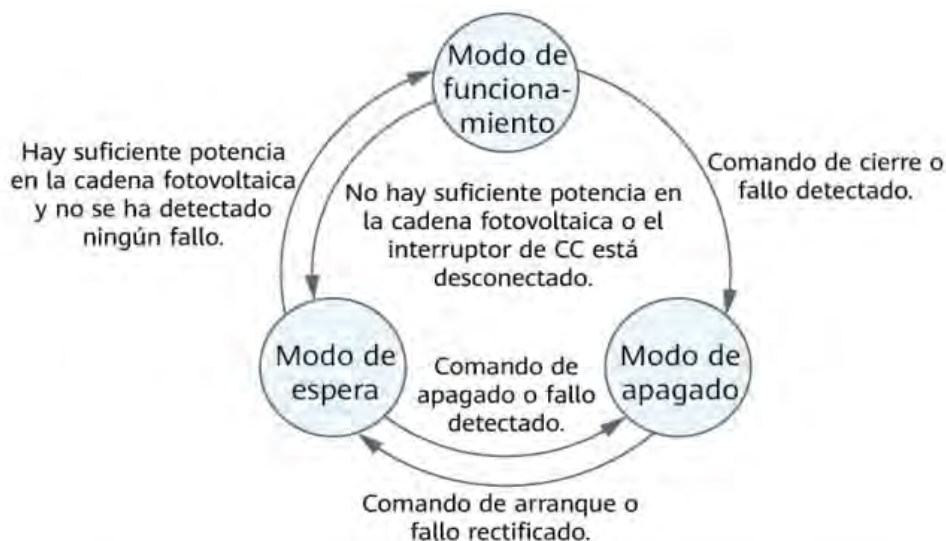 Modo de
funciona-
miento
Hay suficiente potencia
en la cadena fotovoltaica
y no se ha detectado
ningún fallo.
No hay suficiente potencia en
la cadena fotovoltaica o el
interruptor de CC está
desconectado.
Comando de cierre o
fallo detectado.
Modo de
espera
Comando de
apagado o fallo
detectado.
Modo de
apagado
Comando de arranque o
fallo rectificado.